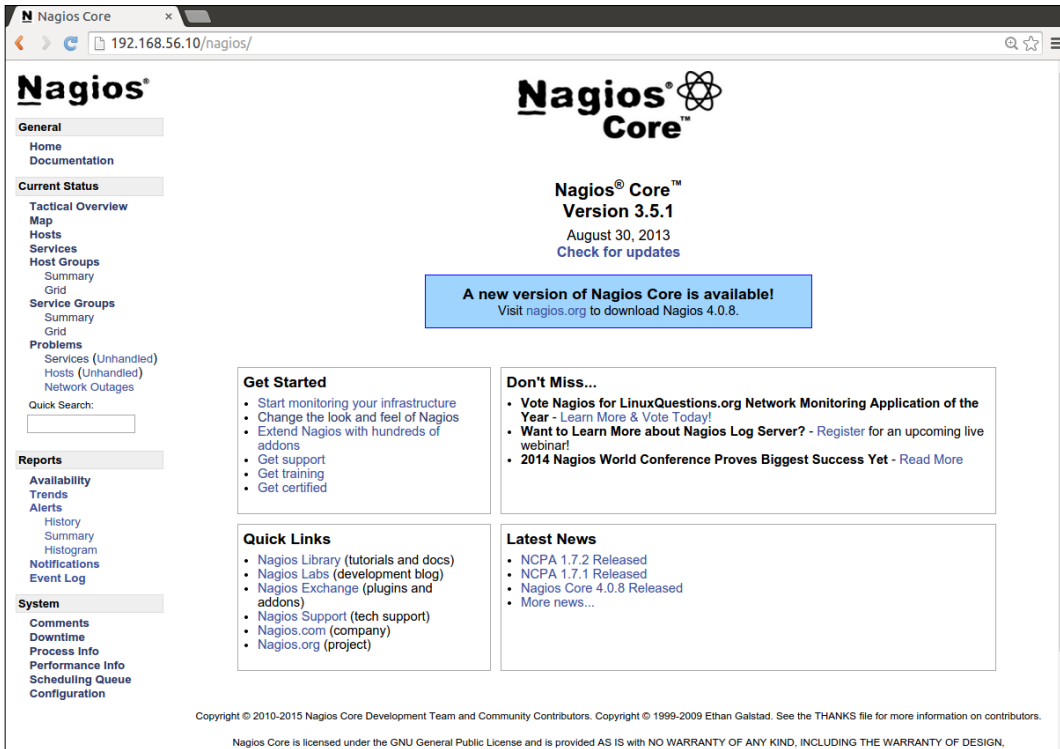 N Nagios Core ×
192.168.56.10/nagios/
Nagios®
General
Home
Documentation
Current Status
Tactical Overview
Map
Hosts
Services
Host Groups
Summary
Grid
Service Groups
Summary
Grid
Problems
Services (Unhandled)
Hosts (Unhandled)
Network Outages
Quick Search:
Reports
Availability
Trends
Alerts
History
Summary
Histogram
Notifications
Event Log
System
Comments
Downtime
Process Info
Performance Info
Scheduling Queue
Configuration
Nagios®
Core™
Nagios® Core™
Version 3.5.1
August 30, 2013
Check for updates
A new version of Nagios Core is available!
Visit nagios.org to download Nagios 4.0.8.
Get Started
• Start monitoring your infrastructure
• Change the look and feel of Nagios
• Extend Nagios with hundreds of
addons
• Get support
• Get training
• Get certified
Don't Miss...
• Vote Nagios for LinuxQuestions.org Network Monitoring Application of the
Year - Learn More & Vote Today!
• Want to Learn More about Nagios Log Server? - Register for an upcoming live
webinar!
• 2014 Nagios World Conference Proves Biggest Success Yet - Read More
Quick Links
• Nagios Library (tutorials and docs)
• Nagios Labs (development blog)
• Nagios Exchange (plugins and
addons)
• Nagios Support (tech support)
• Nagios.com (company)
• Nagios.org (project)
Latest News
• NCPA 1.7.2 Released
• NCPA 1.7.1 Released
• Nagios Core 4.0.8 Released
• More news...
Copyright © 2010-2015 Nagios Core Development Team and Community Contributors. Copyright © 1999-2009 Ethan Galstad. See the THANKS file for more information on contributors.
Nagios Core is licensed under the GNU General Public License and is provided AS IS with NO WARRANTY OF ANY KIND, INCLUDING THE WARRANTY OF DESIGN,